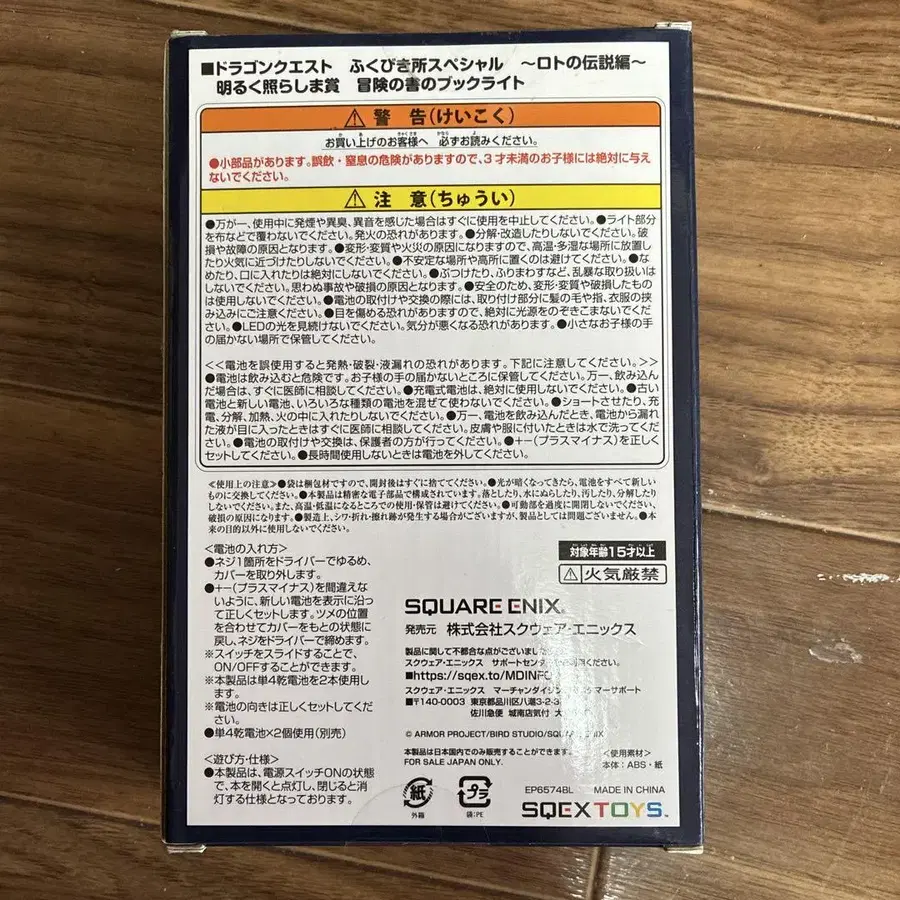 ■ドラゴンクエスト　ふくびき所スペシャル　～ロトの伝説編～
明るく照らしま賞　冒険の書のブックライト
⚠ 警 告(けいこく)
お買い上げのお客様へ 必ずお読みください。
●小部品があります。誤飲・窒息の危険がありますので、3才未満のお子様には絶対に与え
ないでください。
⚠ 注 意(ちゅうい)
●万が一、使用中に発煙や異臭、異音を感じた場合はすぐに使用を中止してください。●ライト部分
を布などで覆わないでください。発火の恐れがあります。●分解・改造したりしないでください。破
損や故障の原因となります。●変形・変質や火災の原因になりますので、高温・多湿な場所に放置し
たり火気に近づけたりしないでください。●不安定な場所や高所に置くのは避けてください。●な
めたり、口に入れたりは絶対にしないでください。●ぶつけたり、ふりまわすなど、乱暴な取り扱いは
しないでください。思わぬ事故や破損の原因となります。●安全のため、変形・変質や破損したもの
は使用しないでください。●電池の取付けや交換の際には、取り付け部分に髪の毛や指、衣服の挟
み込みにご注意ください。●目を傷める恐れがありますので、絶対に光源をのぞきこまないでくださ
い。●LEDの光を見続けないでください。気分が悪くなる恐れがあります。●小さなお子様の手
の届かない場所で保管してください。
<<電池を誤使用すると発熱・破裂・液漏れの恐れがあります。下記に注意してください。>>
●電池は飲み込むと危険です。お子様の手の届かないところに保管してください。万一、飲み込ん
だ場合は、すぐに医師に相談してください。●充電式電池は、絶対に使用しないでください。●古い
電池と新しい電池、いろいろな種類の電池を混ぜて使わないでください。●ショートさせたり、充
電、分解、加熱、火の中に入れたりしないでください。●万一、電池を飲み込んだとき、電池から漏れ
た液が目に入ったときはすぐに医師に相談ください。皮膚や服に付いたときは水で洗ってください。
●電池の取付けや交換は、保護者の方が行ってください。●+−(プラスマイナス)を正しく
セットしてください。●長時間使用しないときは電池を外してください。
≪使用上の注意≫●袋は梱包材ですので、開封後はすぐに捨ててください。●光が暗くなってきたら、電池をすべて新しい
ものに交換してください。●本製品は精密な電子部品で構成されています。落としたり、水にぬらしたり、汚したり、分解したり
しないでください。また、高温・低温になるところでの使用・保管は避けてください。●可動部を過度に開閉しないでください、
破損の原因になります。●製造上、シワ・折れ・擦れ跡が発生する場合がございますが、製品としては問題ございません。●本
来の目的以外に使用しないでください。
<電池の入れ方>
●ネジ1箇所をドライバーでゆるめ、
カバーを取り外します。
●+−(プラスマイナス)を間違えな
いように、新しい電池を表示に沿っ
て正しくセットします。ツメの位置
を合わせてカバーをもとの状態に
戻し、ネジをドライバーで締めます。
※スイッチをスライドすることで、
ON/OFFすることができます。
※本製品は単4乾電池を2本使用し
ます。
※電池の向きは正しくセットしてくだ
さい。
●単4乾電池×2個使用(別売)
<遊び方・仕様>
●本製品は、電源スイッチONの状態
で、本を開くと点灯し、閉じると消
灯する仕様となっております。
対象年齢15才以上
⚠火気厳禁
SQUARE ENIX.
発売元 株式会社スクウェア・エニックス
製品に関して不都合な点がございました
スクウェア・エニックス サポートセン ください。
■https://sqex.to/MDINFO
スクウェア・エニックス マーチャンダイジン マーサポート
■〒140-0003 東京都品川区八潮3-2-
佐川急便 城南店気付
© ARMOR PROJECT/BIRD STUDIO/SQUARE ENIX
本製品は日本国内でのみ販売することができます。
FOR SALE JAPAN ONLY.
<使用素材>
本体:ABS・紙
紙
外箱
プラ
袋:PE
EP6574BL MADE IN CHINA
SQEX TOYS™